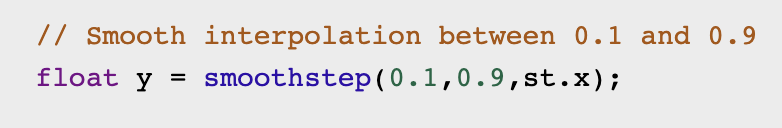 // Smooth interpolation between 0.1 and 0.9
float y = smoothstep(0.1,0.9,st.x);